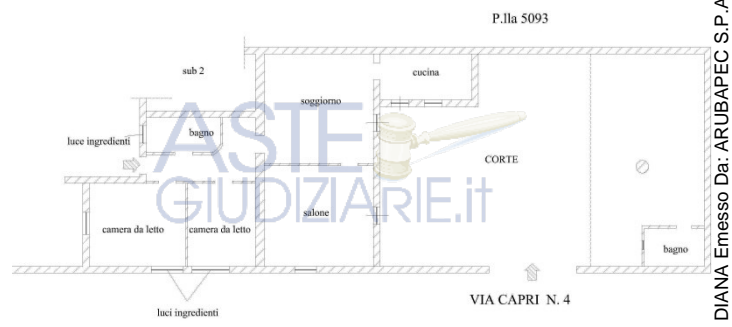 P.lla 5093
sub 2
cucina
soggiorno
bagno
luce ingredienti
CORTE
ASTE
GIUDIZIARIE.it
camera da letto
camera da letto
salone
bagno
VIA CAPRI N. 4
luci ingredienti
DIANA Emesso Da: ARUBAPEC S.P.A